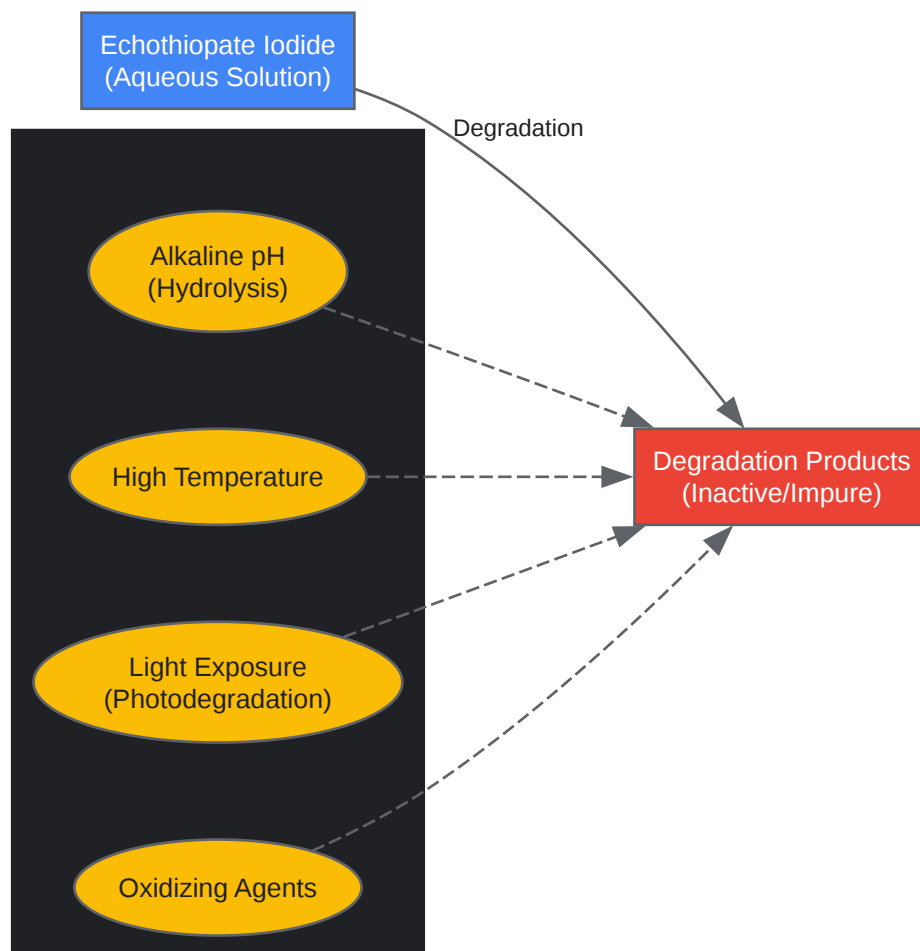 Echothiopate Iodide
(Aqueous Solution)
Degradation
Alkaline pH
(Hydrolysis)
High Temperature
Degradation Products
(Inactive/Impure)
Light Exposure
(Photodegradation)
Oxidizing Agents